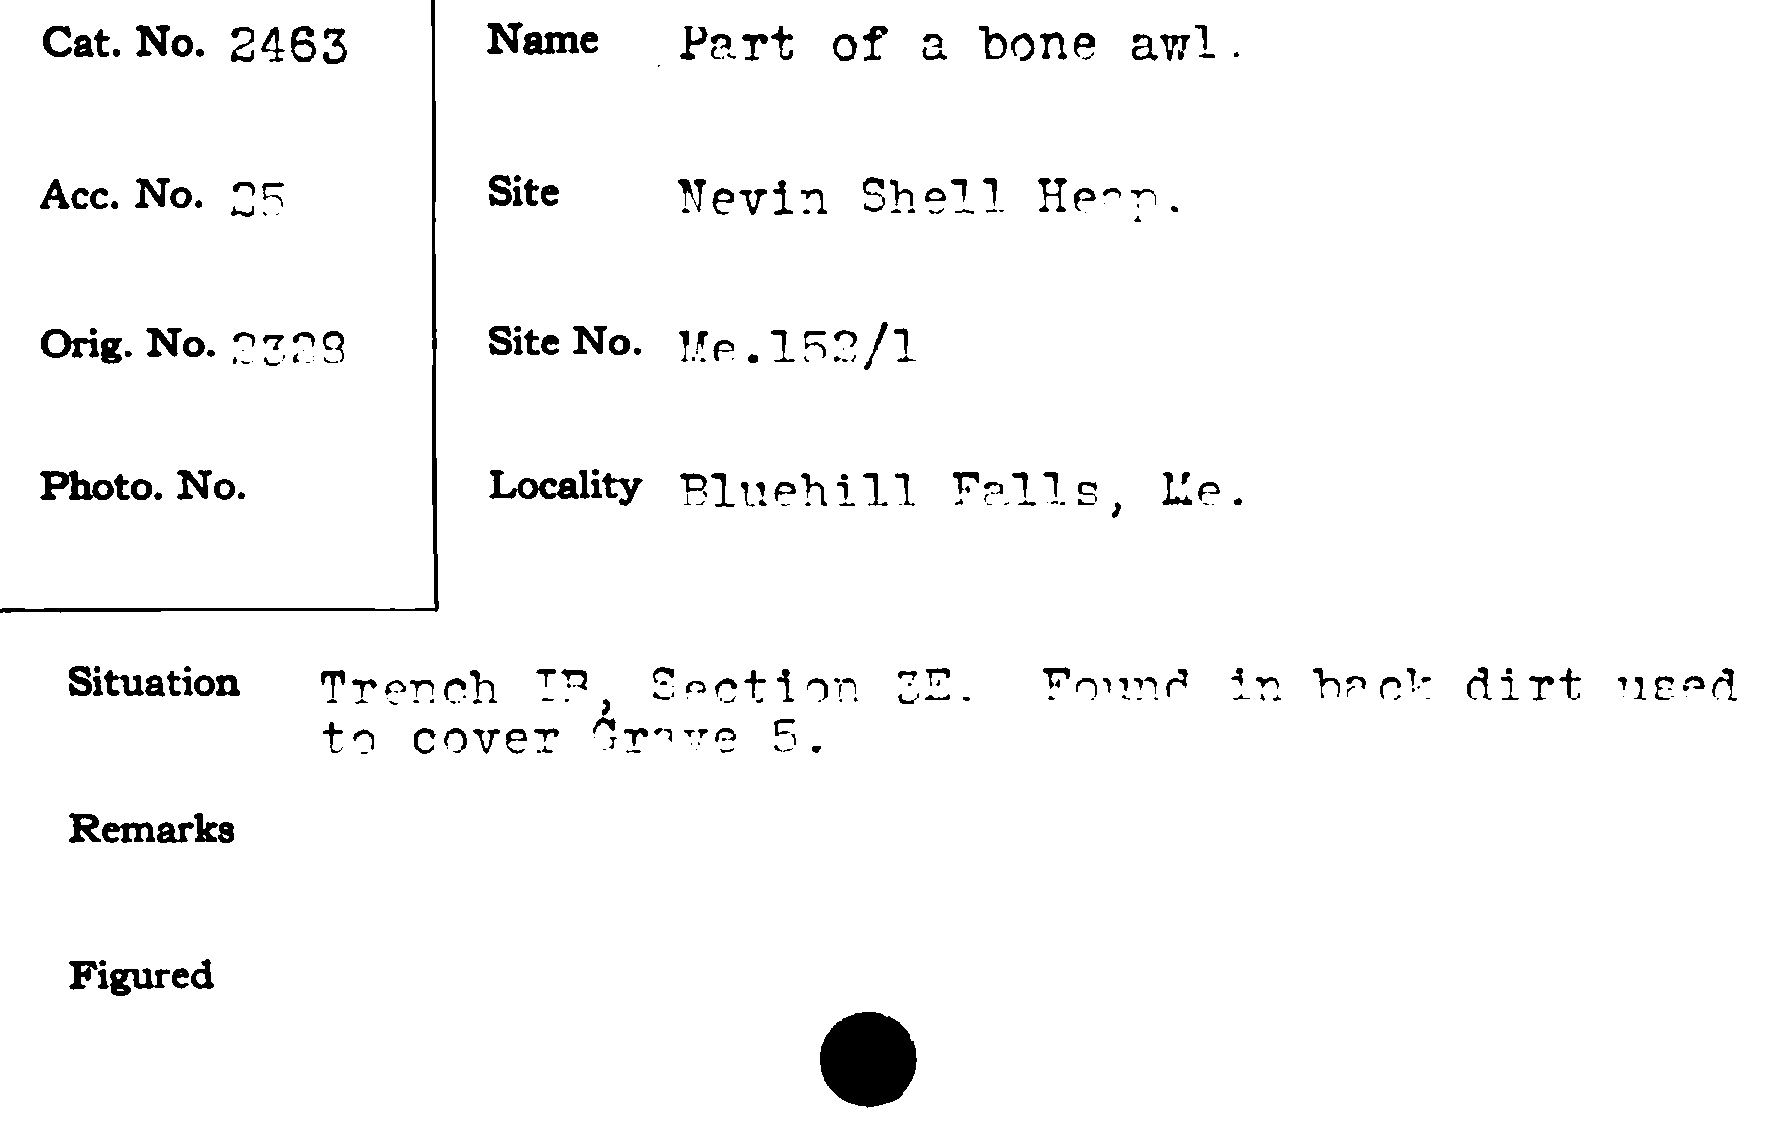 Cat. No. 2463
Name Part of a bone awl.
Acc. No. 25
Site Nevin Shell Heap.
Orig. No. 2328
Site No. Me.152/1
Photo. No.
Locality Bluehill Falls, Me.
Situation Trench IB, Section 3E. Found in back dirt used
to cover Grave 5.
Remarks
Figured